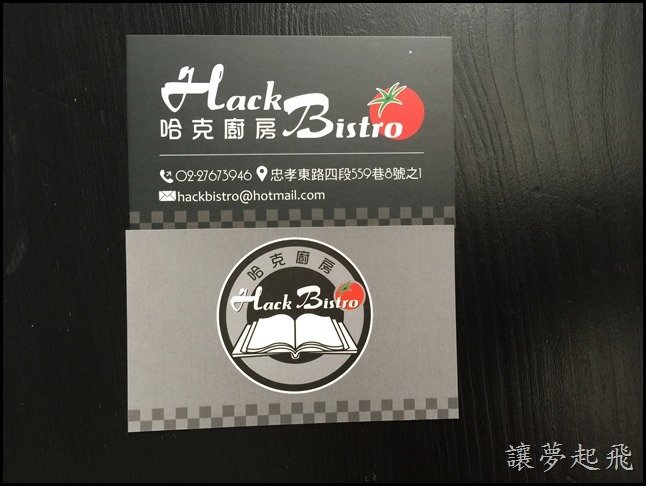 Hack
哈克廚房 Bistro
02-27673946 忠孝東路四段559巷8號之1
hackbistro@hotmail.com
哈克廚房
Hack Bistro
讓夢起飛